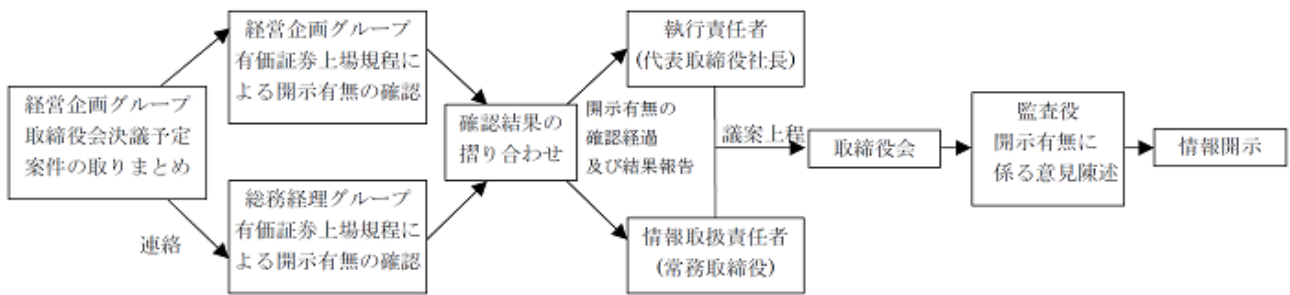 経営企画グループ
取締役会決議予定
案件の取りまとめ
連絡
経営企画グループ
有価証券上場規程に
よる開示有無の確認
総務経理グループ
有価証券上場規程に
よる開示有無の確認
確認結果の
摺り合わせ
開示有無の
確認経過
及び結果報告
執行責任者
(代表取締役社長)
情報取扱責任者
(常務取締役)
議案上程
取締役会
監査役
開示有無に
係る意見陳述
情報開示